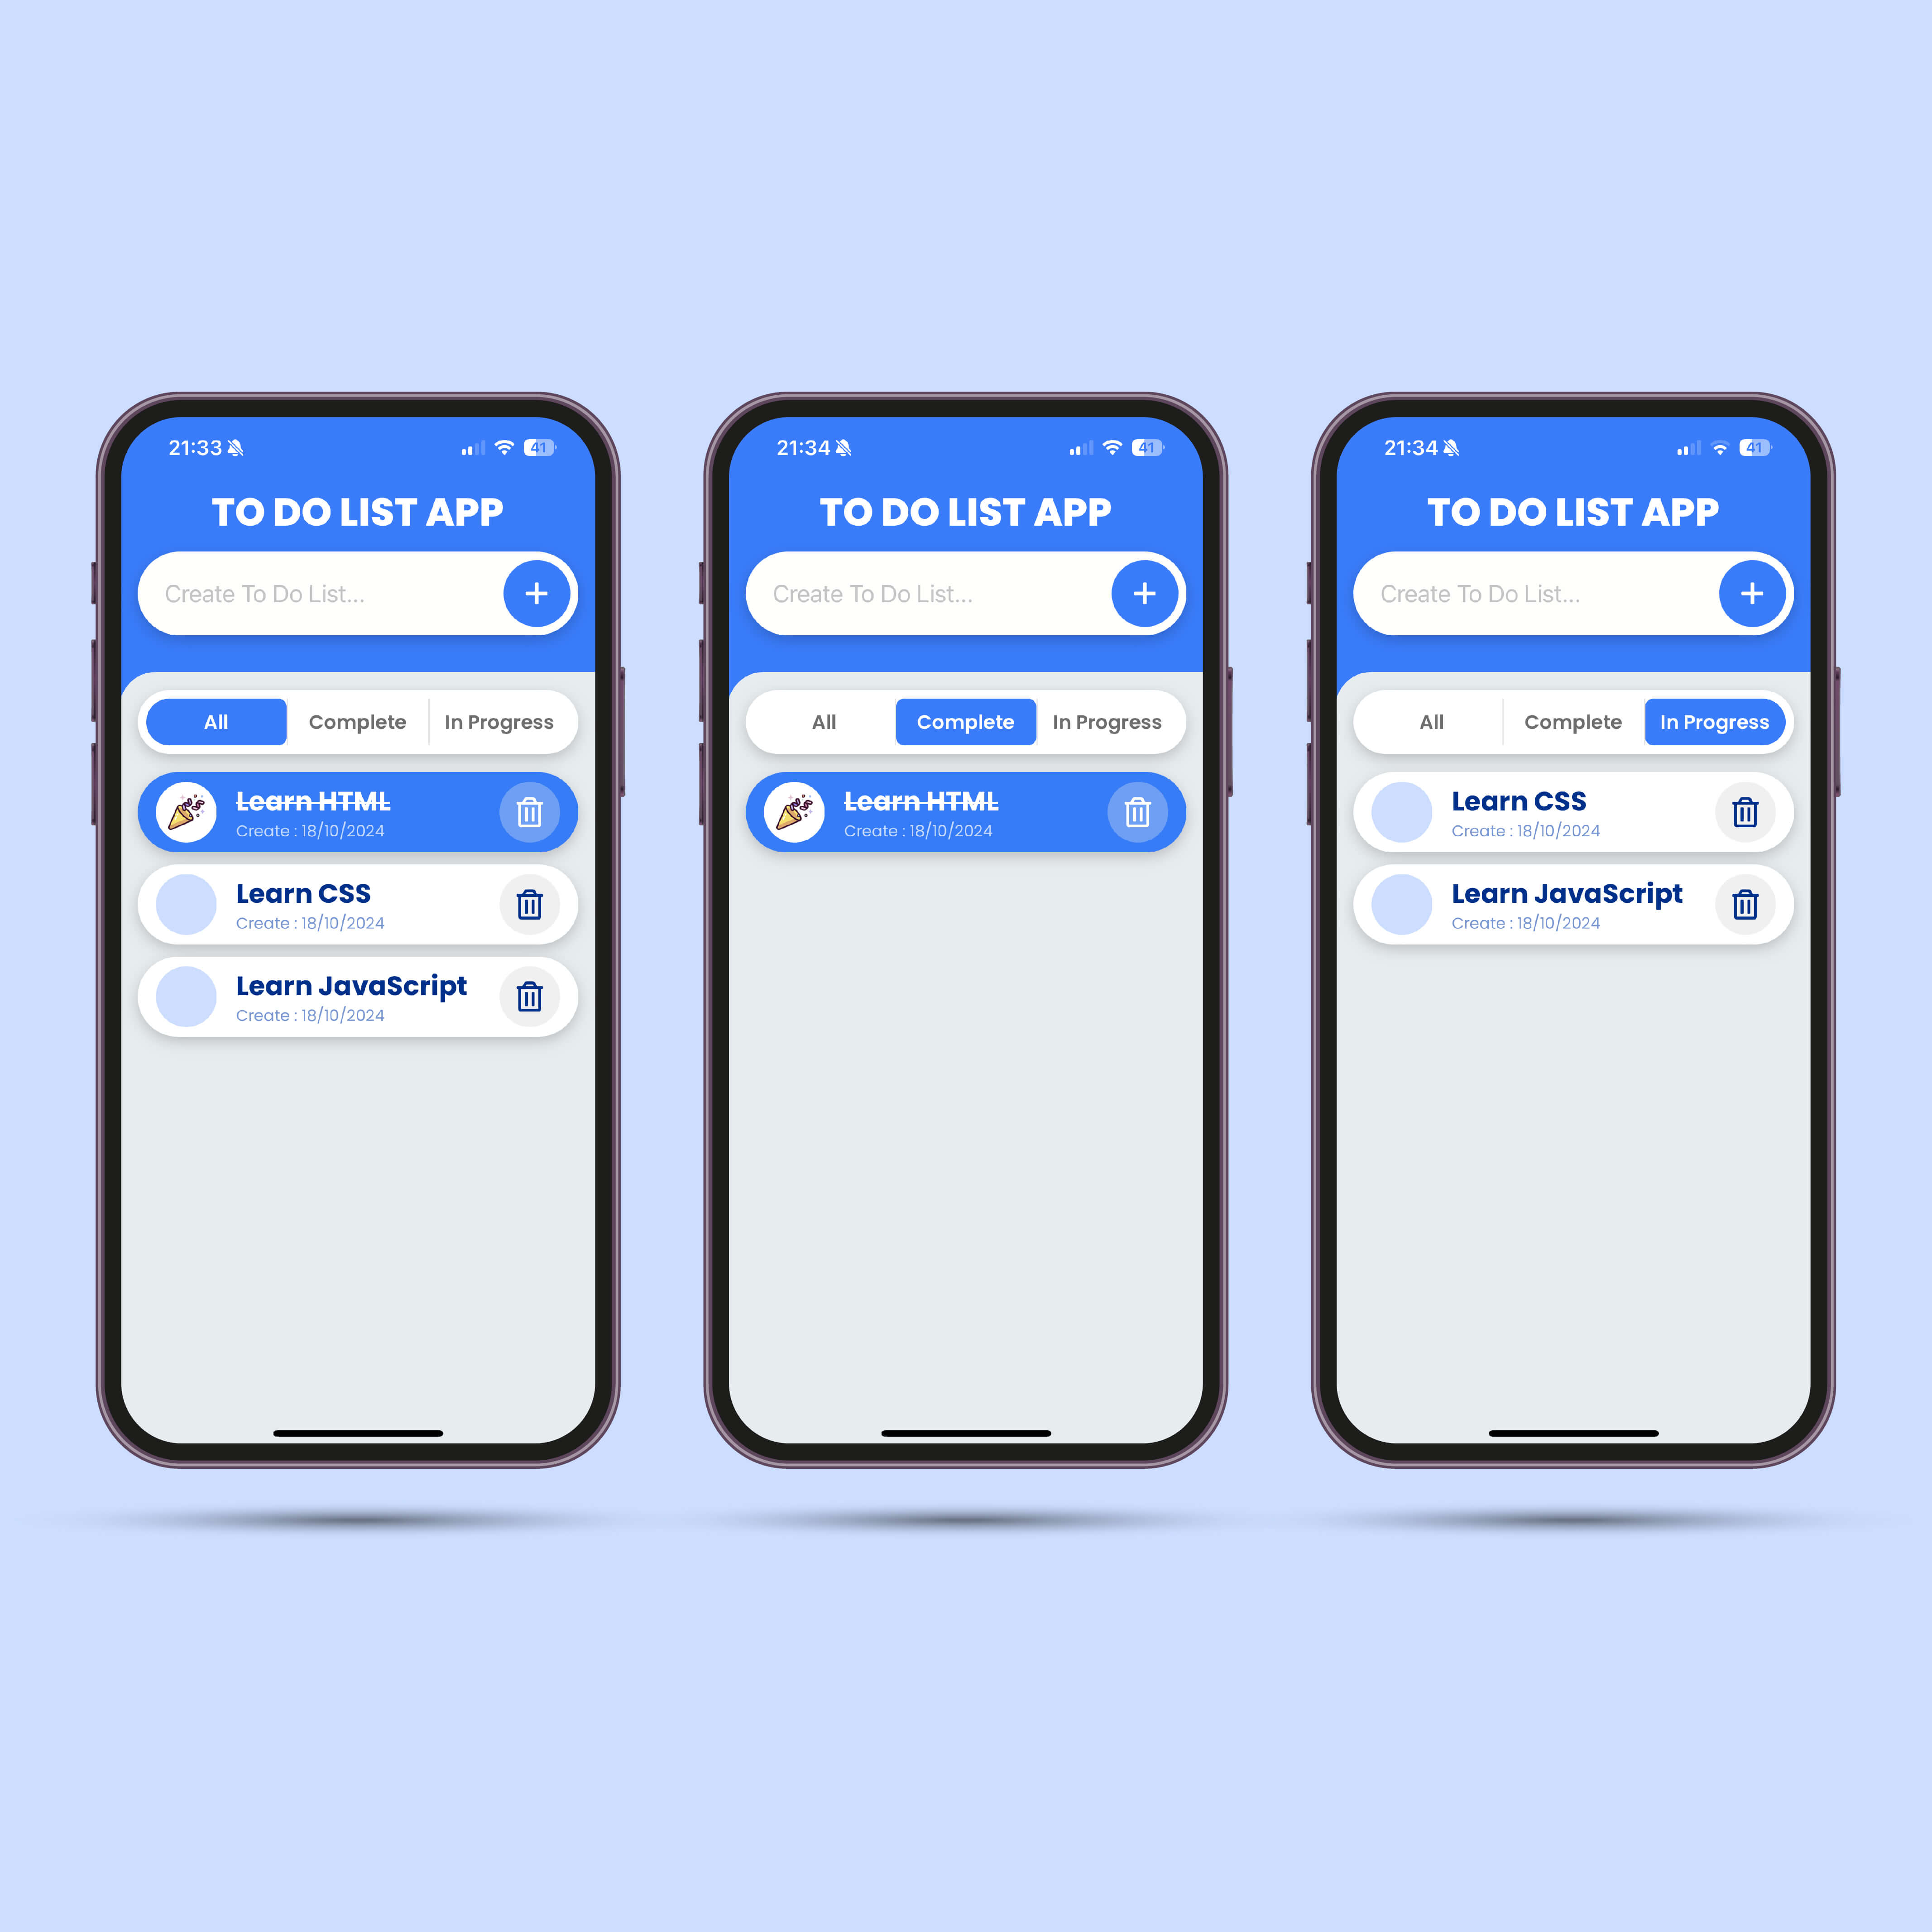 21:33
41
TO DO LIST APP
Create To Do List...
All Complete In Progress
Learn HTML
Create : 18/10/2024
Learn CSS
Create : 18/10/2024
Learn JavaScript
Create : 18/10/2024
21:34
41
TO DO LIST APP
Create To Do List...
All Complete In Progress
Learn HTML
Create : 18/10/2024
21:34
41
TO DO LIST APP
Create To Do List...
All Complete In Progress
Learn CSS
Create : 18/10/2024
Learn JavaScript
Create : 18/10/2024